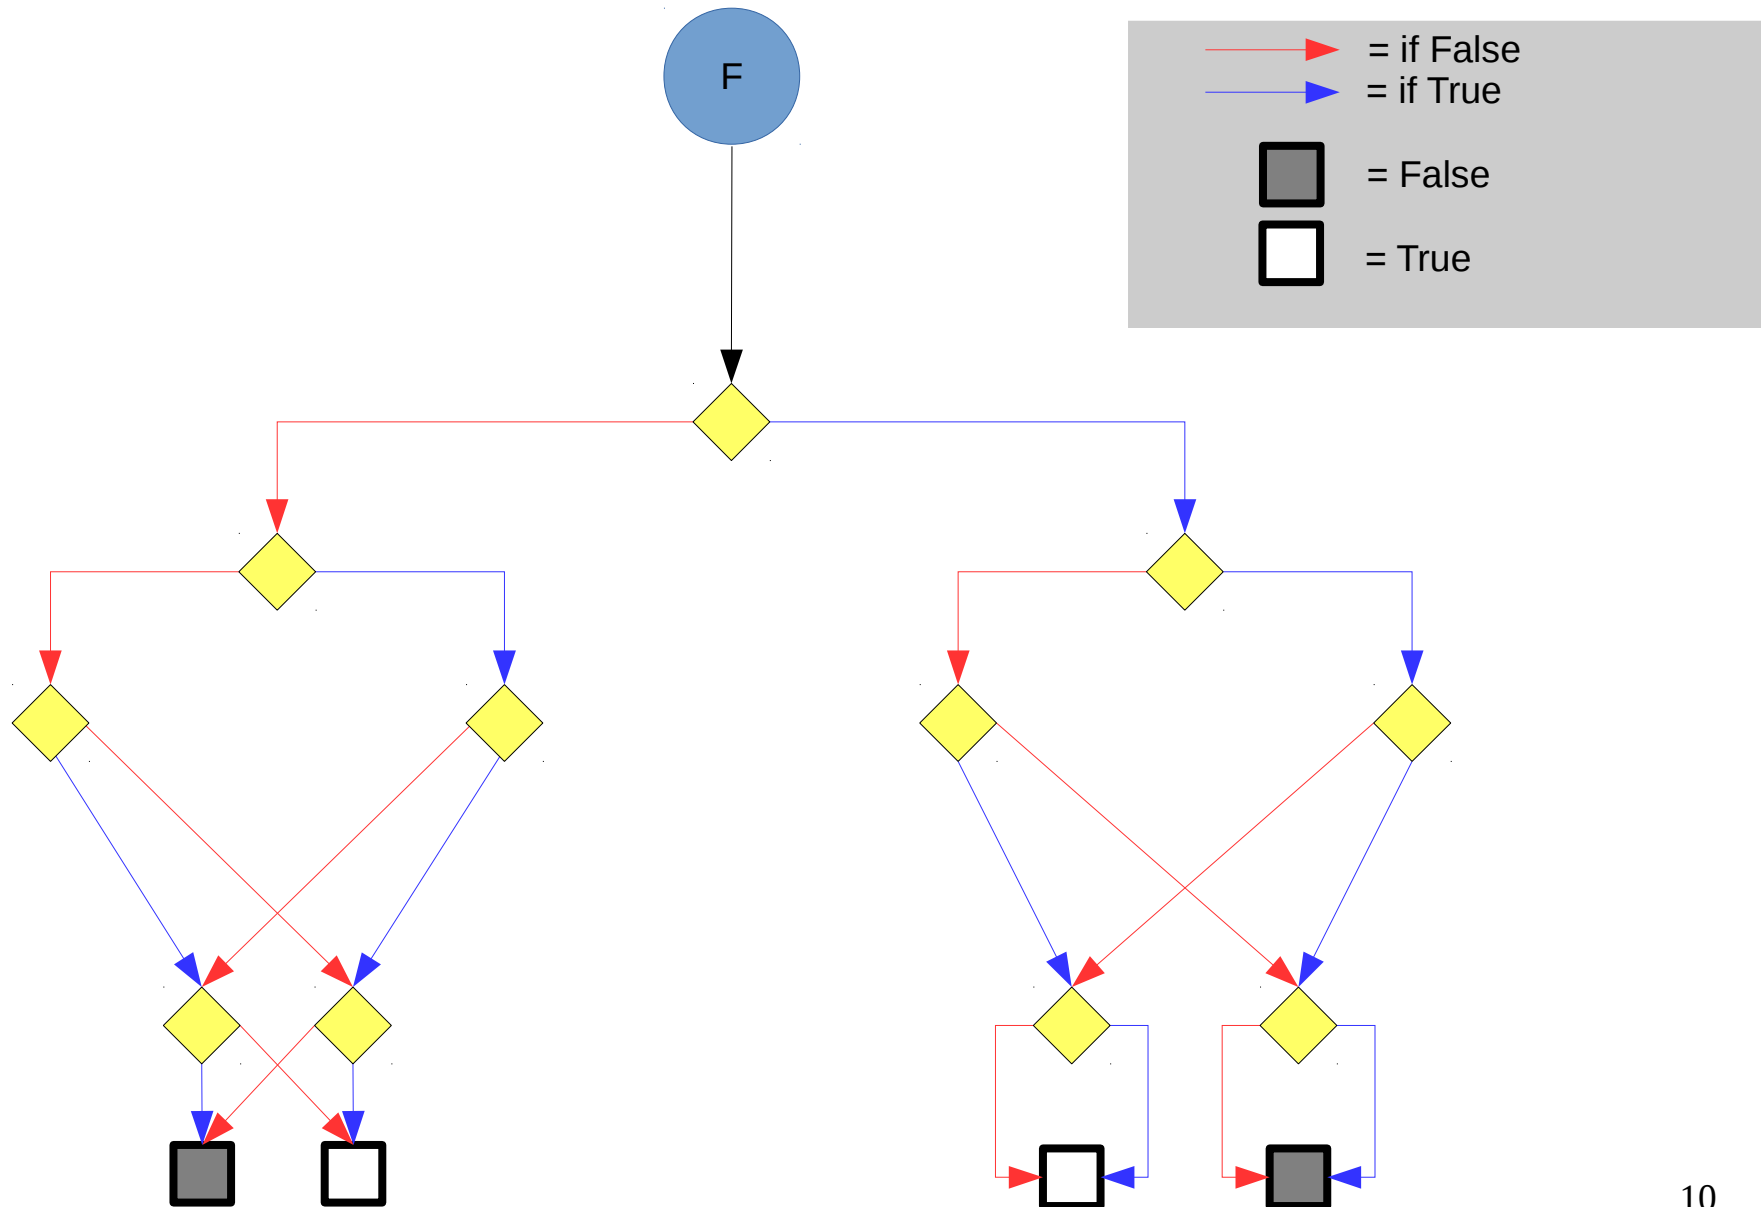 F
= if False
= if True
= False
= True
10